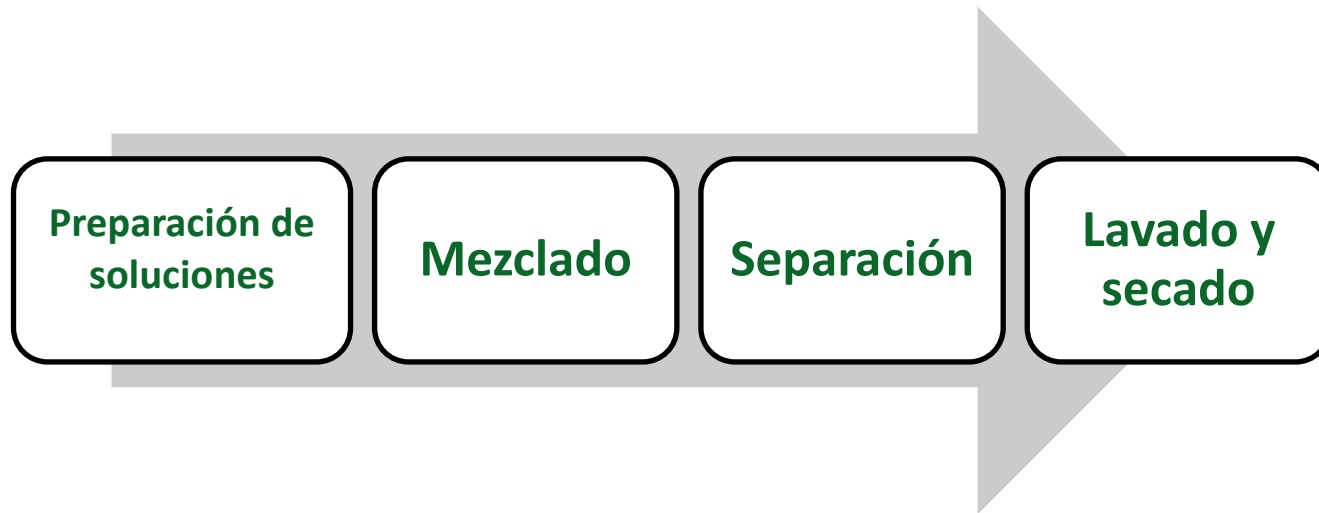 Preparación de
soluciones
Mezclado
Separación
Lavado y
secado